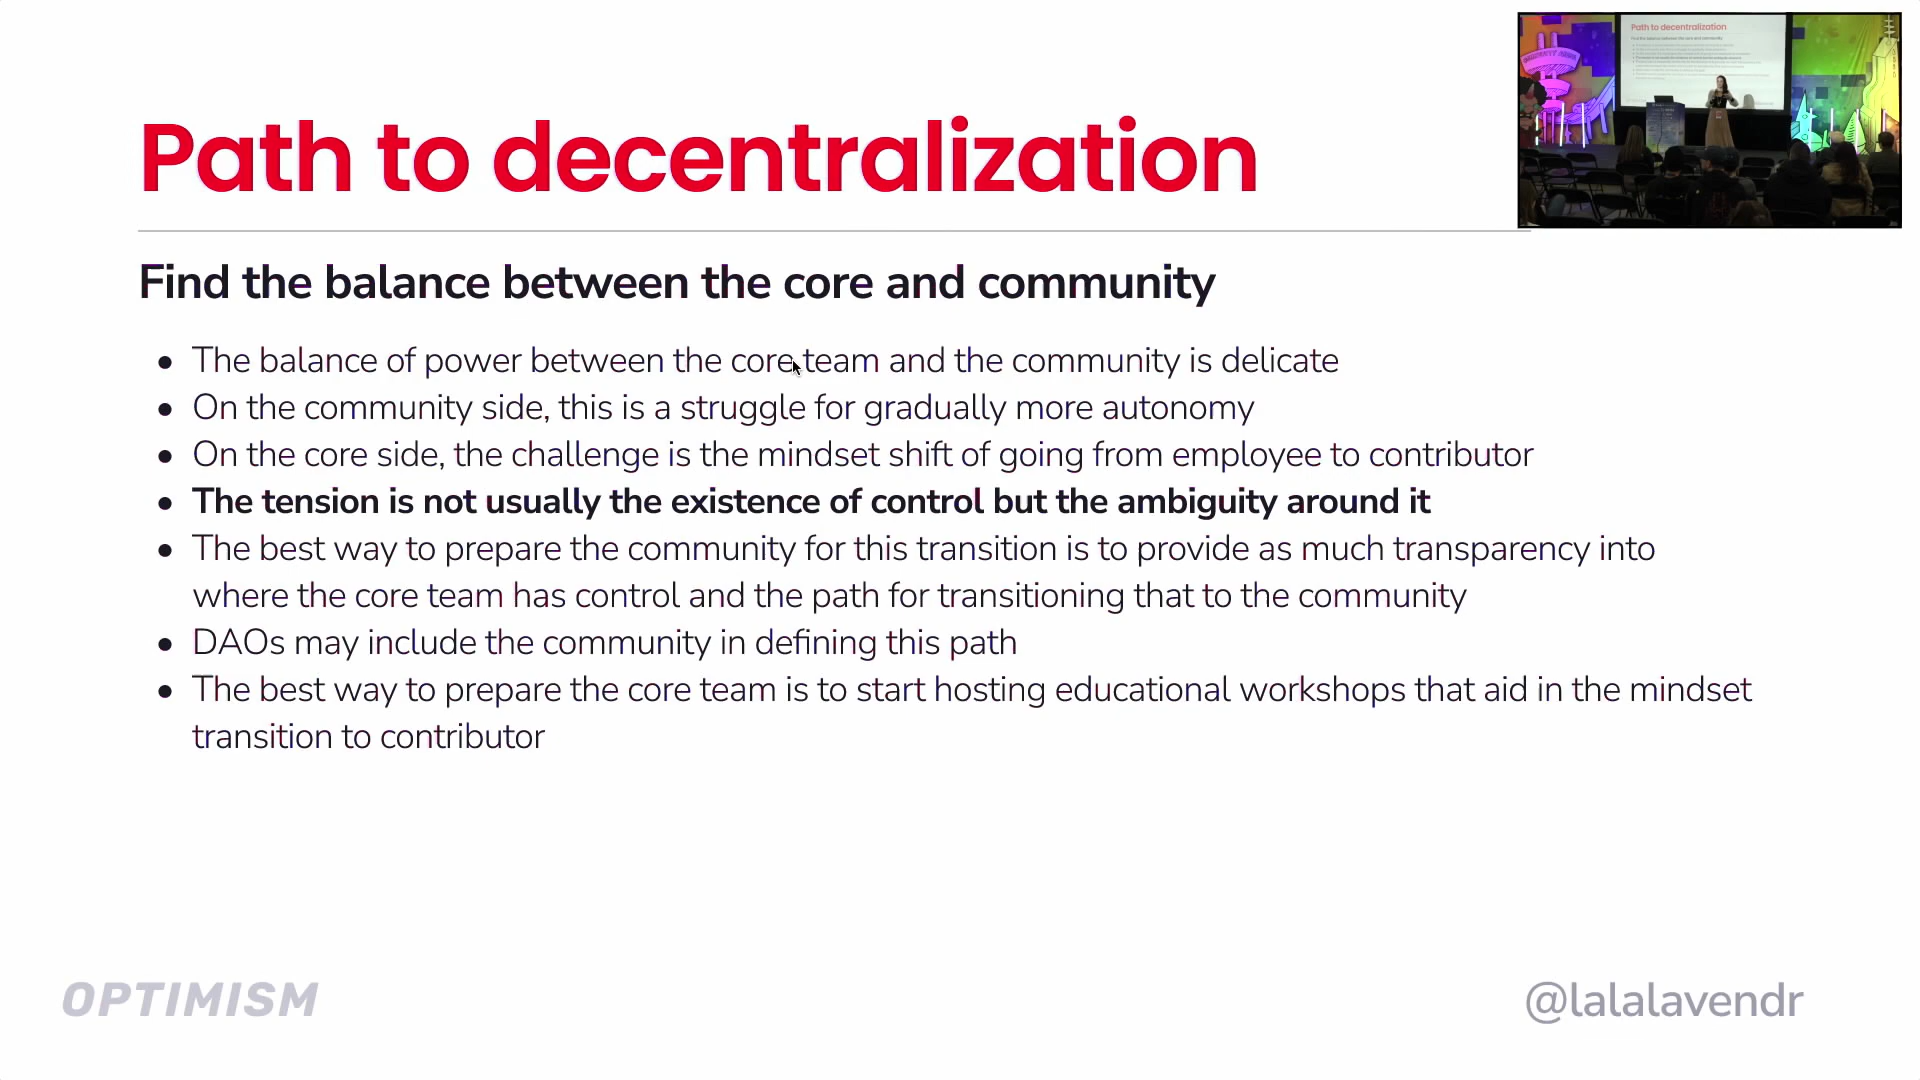 Path to decentralization
Find the balance between the core and community
• The balance of power between the core team and the community is delicate
• On the community side, this is a struggle for gradually more autonomy
• On the core side, the challenge is the mindset shift of going from employee to contributor
• The tension is not usually the existence of control but the ambiguity around it
• The best way to prepare the community for this transition is to provide as much transparency into
where the core team has control and the path for transitioning that to the community
• DAOs may include the community in defining this path
• The best way to prepare the core team is to start hosting educational workshops that aid in the mindset
transition to contributor
OPTIMISM
@lalalavendr
Path to decentralization